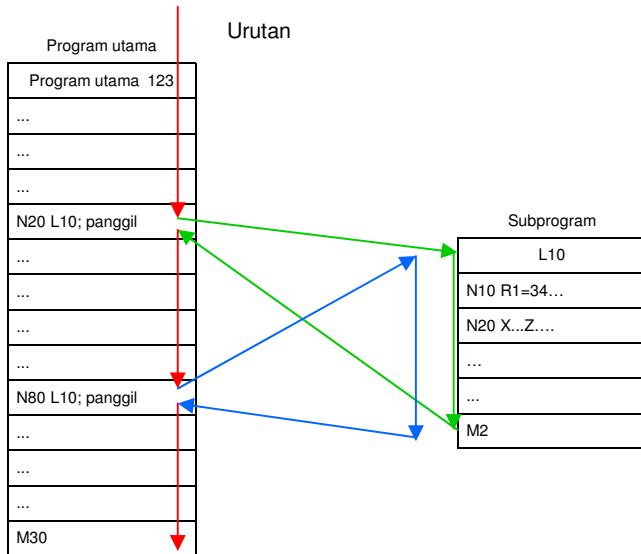 Urutan
Program utama
Program utama 123
...
...
...
N20 L10; panggil
...
...
...
...
N80 L10; panggil
...
...
...
M30
Subprogram
L10
N10 R1=34…
N20 X...Z….
…
...
M2